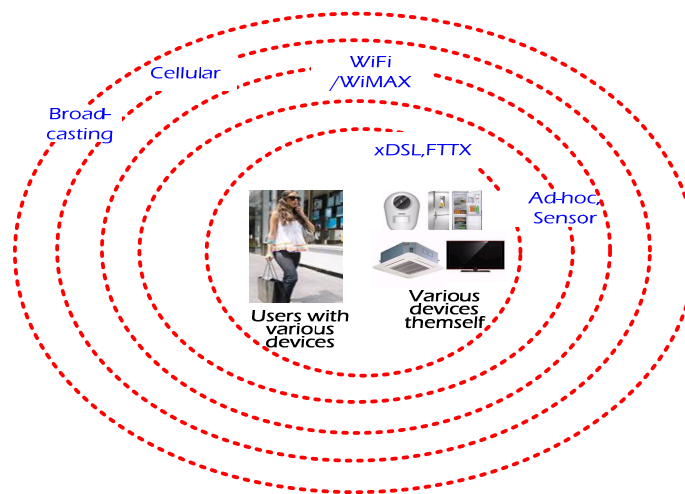 WiFi
/WiMAX
Cellular
Broad-
casting
xDSL,FTTX
Ad-hoc,
Sensor
Users with
various
devices
Various
devices
themself